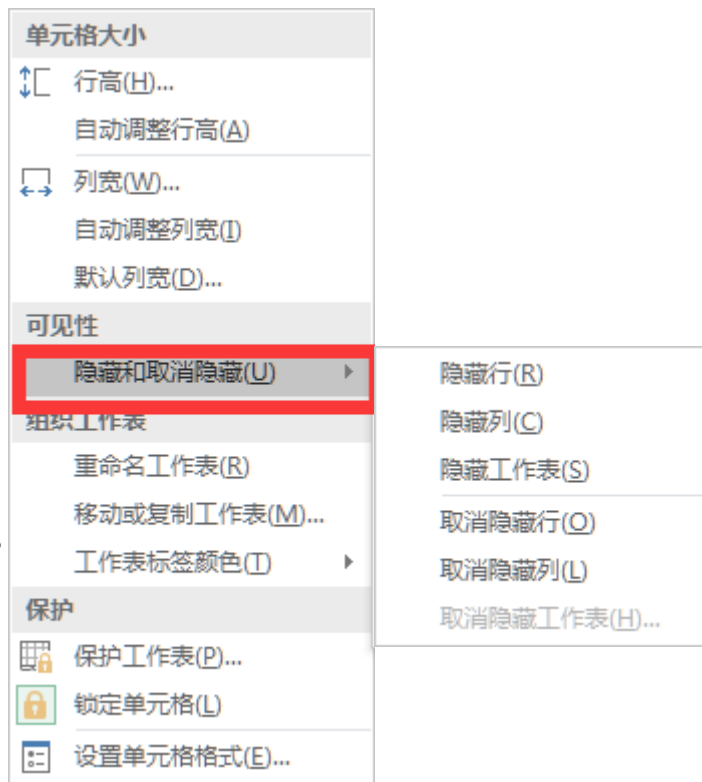 单元格大小
行高(H)...
自动调整行高(A)
列宽(W)...
自动调整列宽(I)
默认列宽(D)...
可见性
隐藏和取消隐藏(U)
隐藏行(R)
隐藏列(C)
隐藏工作表(S)
取消隐藏行(O)
取消隐藏列(L)
取消隐藏工作表(H)...
组织工作表
重命名工作表(R)
移动或复制工作表(M)...
工作表标签颜色(T)
保护
保护工作表(P)...
锁定单元格(L)
设置单元格格式(E)...